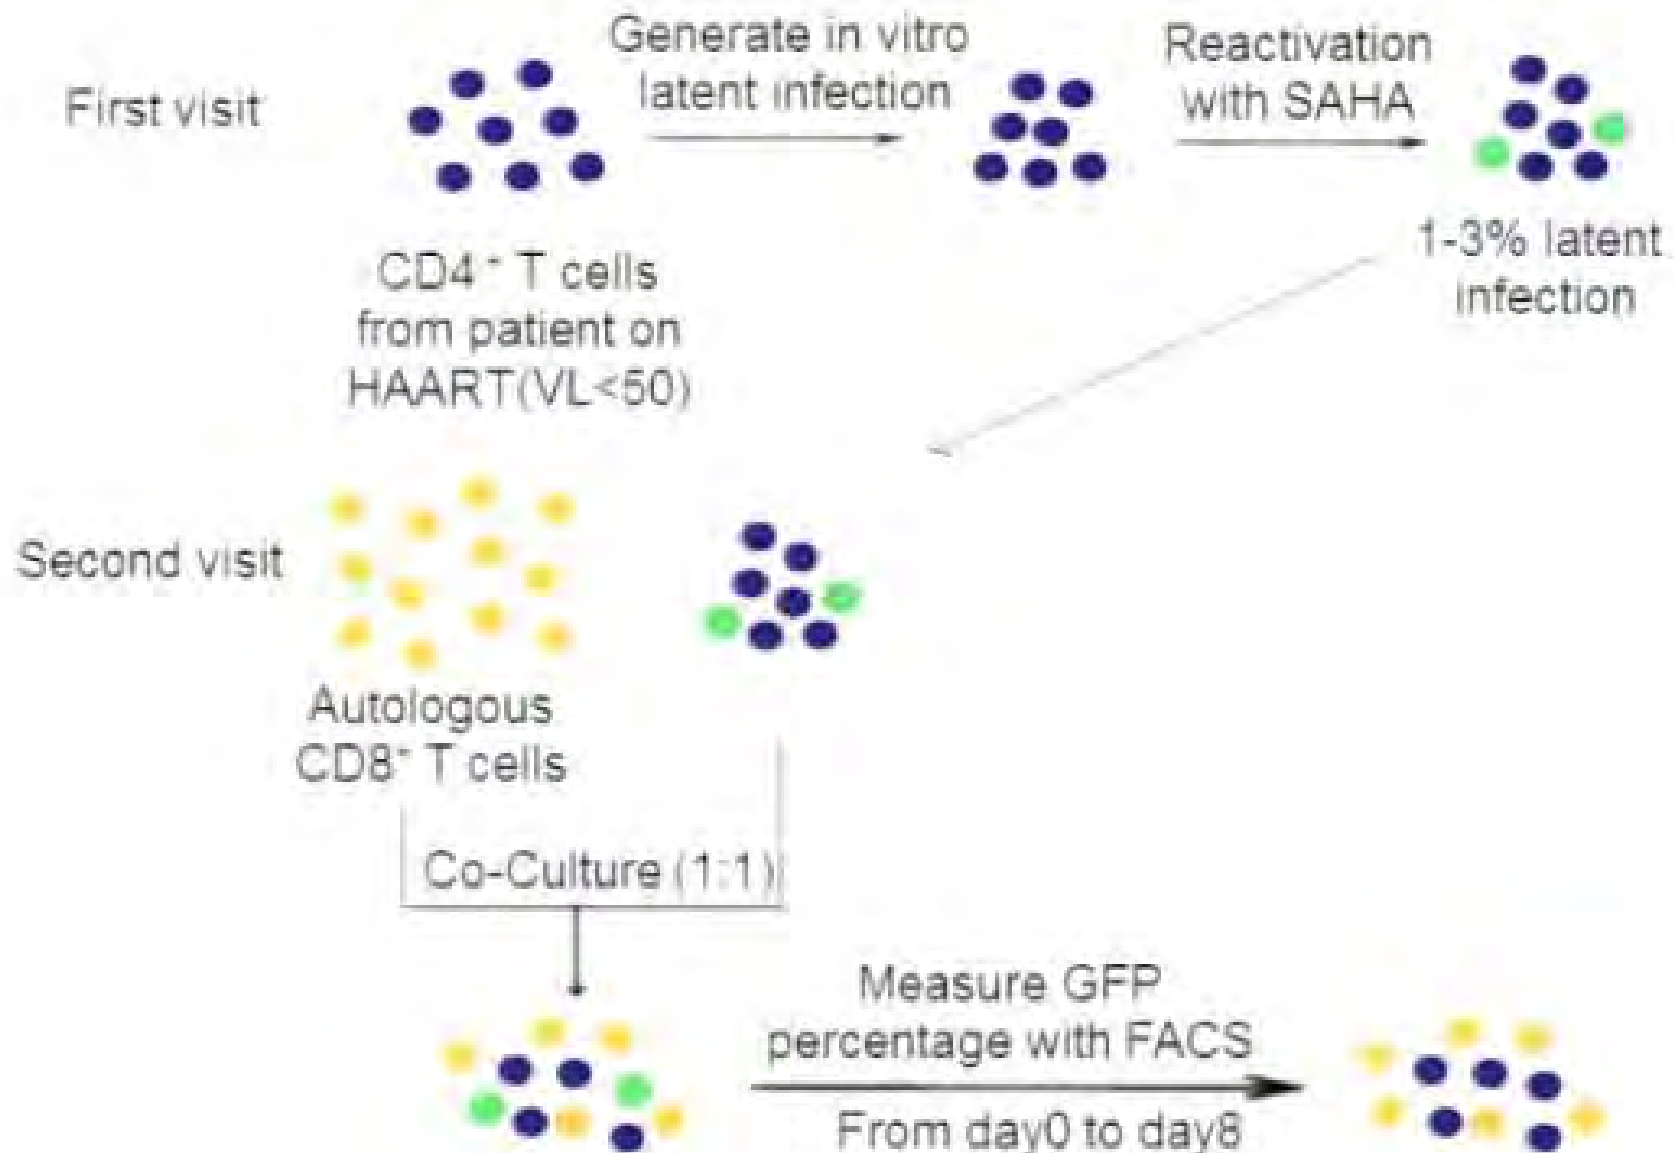 Generate in vitro
latent infection
Reactivation
with SAHA
First visit
1-3% latent
infection
CD4⁺ T cells
from patient on
HAART(VL<50)
Second visit
Autologous
CD8⁺ T cells
Co-Culture (1:1)
Measure GFP
percentage with FACS
From day0 to day8